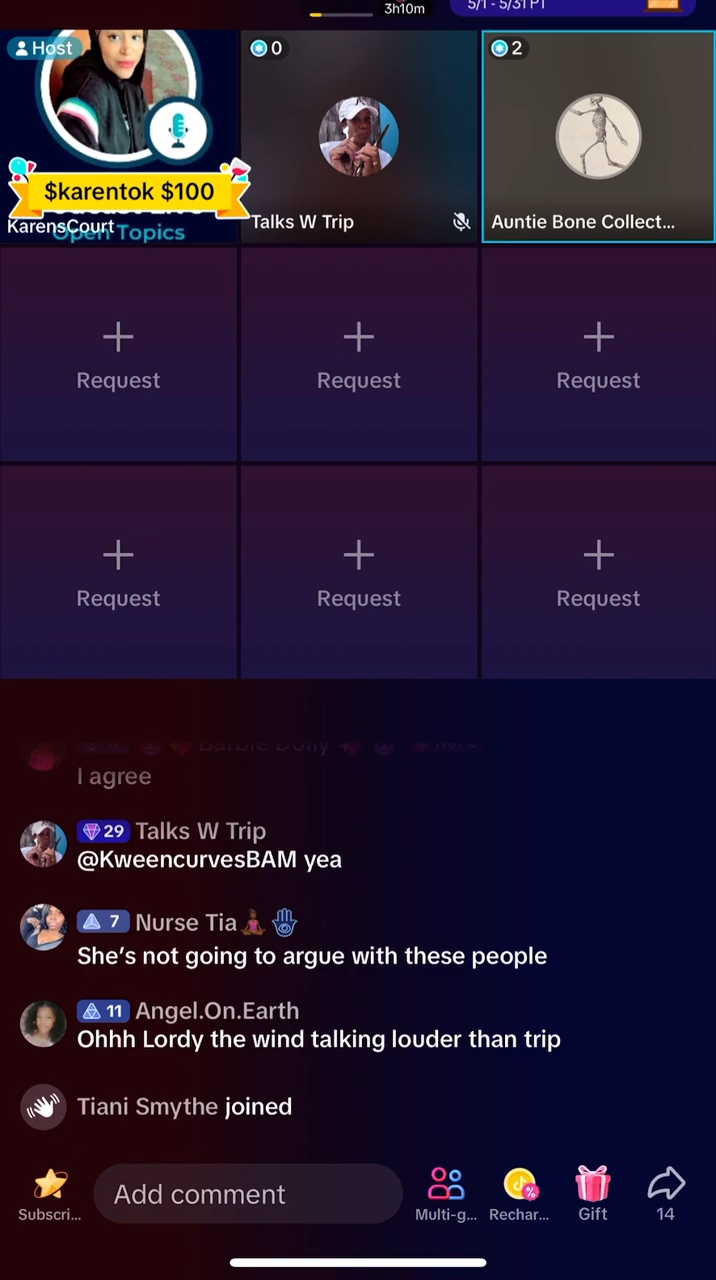 3h10m
5/1 - 5/31 PT
Host
0
2
$karentok $100
KarensCourt
Open Topics
Talks W Trip
Auntie Bone Collect...
Request
Request
Request
Request
Request
Request
Barbie Dolly
I agree
29 Talks W Trip
@KweencurvesBAM yea
7 Nurse Tia
She's not going to argue with these people
11 Angel.On.Earth
Ohhh Lordy the wind talking louder than trip
Tiani Smythe joined
Add comment
Subscri...
Multi-g...
Rechar...
Gift
14